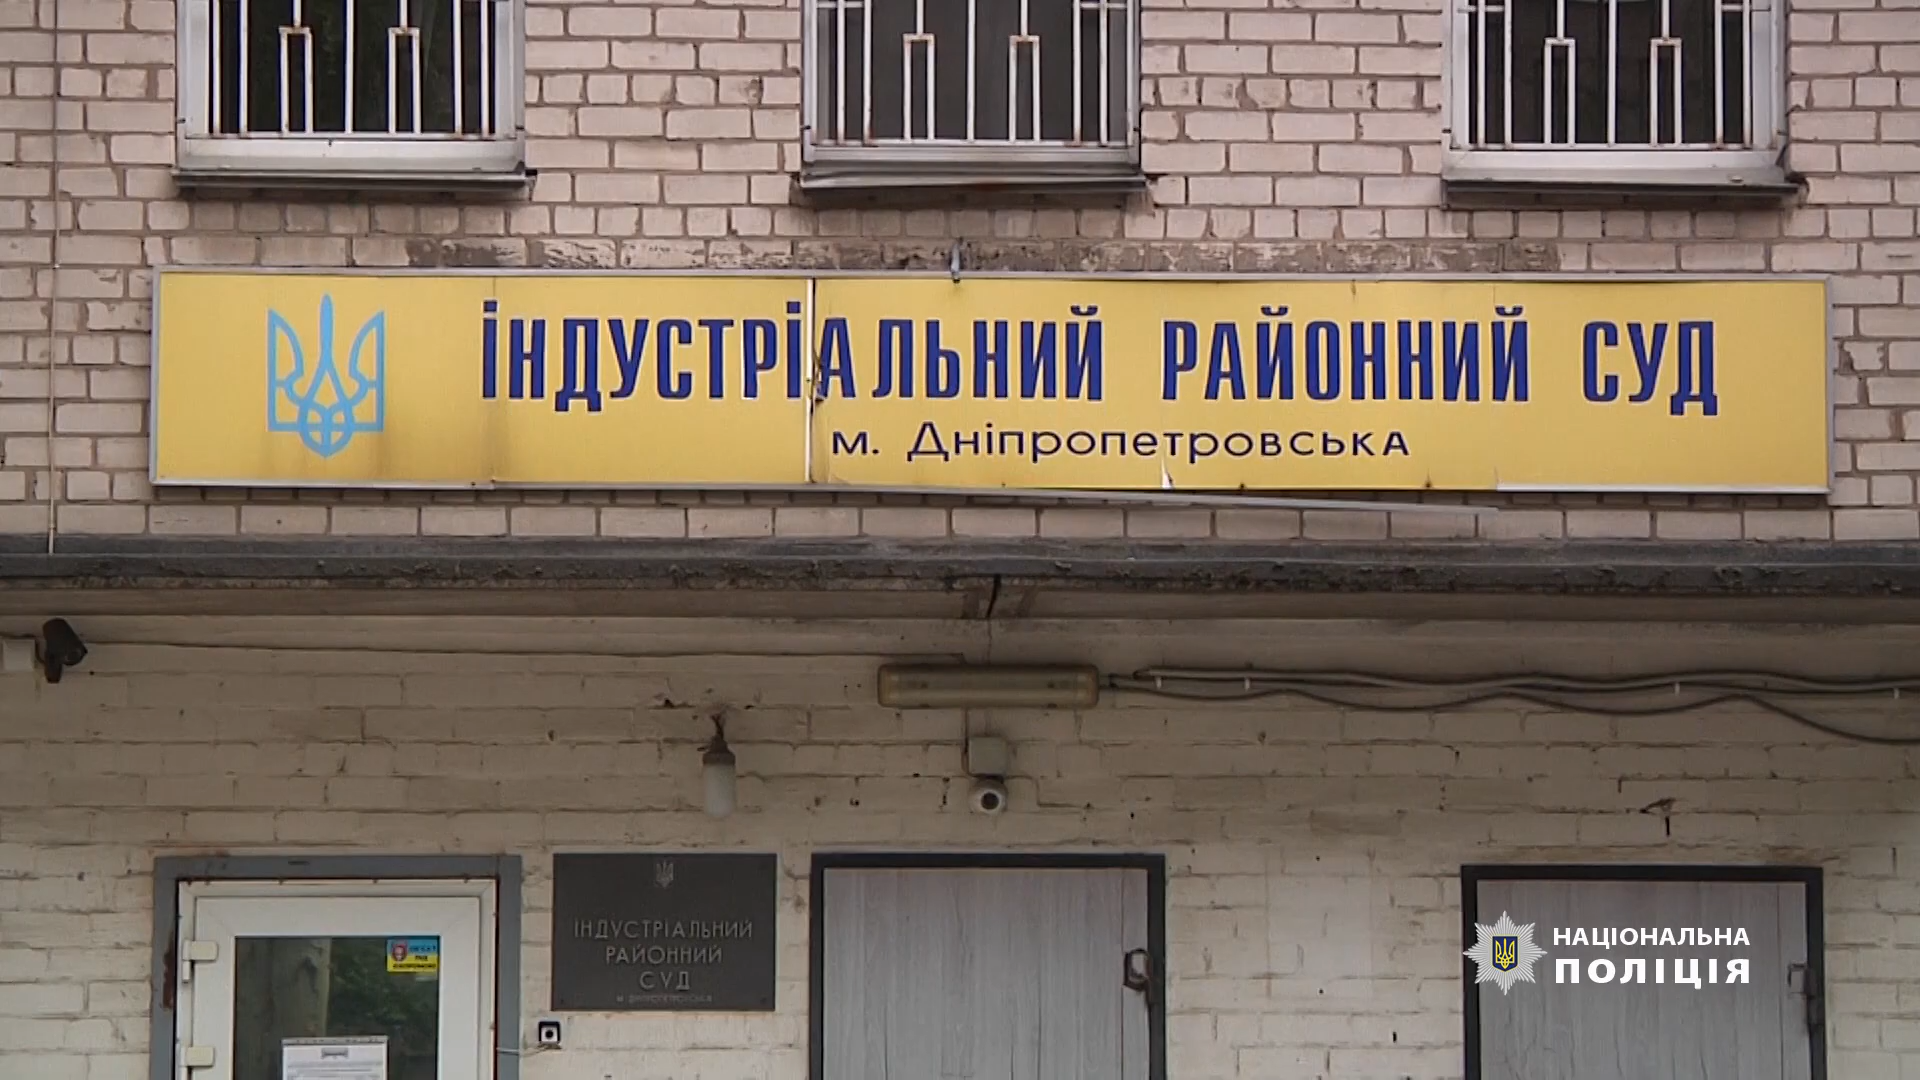 ІНДУСТРІАЛЬНИЙ РАЙОННИЙ СУД
м. Дніпропетровська
ІНДУСТРІАЛЬНИЙ
РАЙОННИЙ
СУД
м. ДНІПРОПЕТРОВСЬКА
НАЦІОНАЛЬНА
ПОЛІЦІЯ